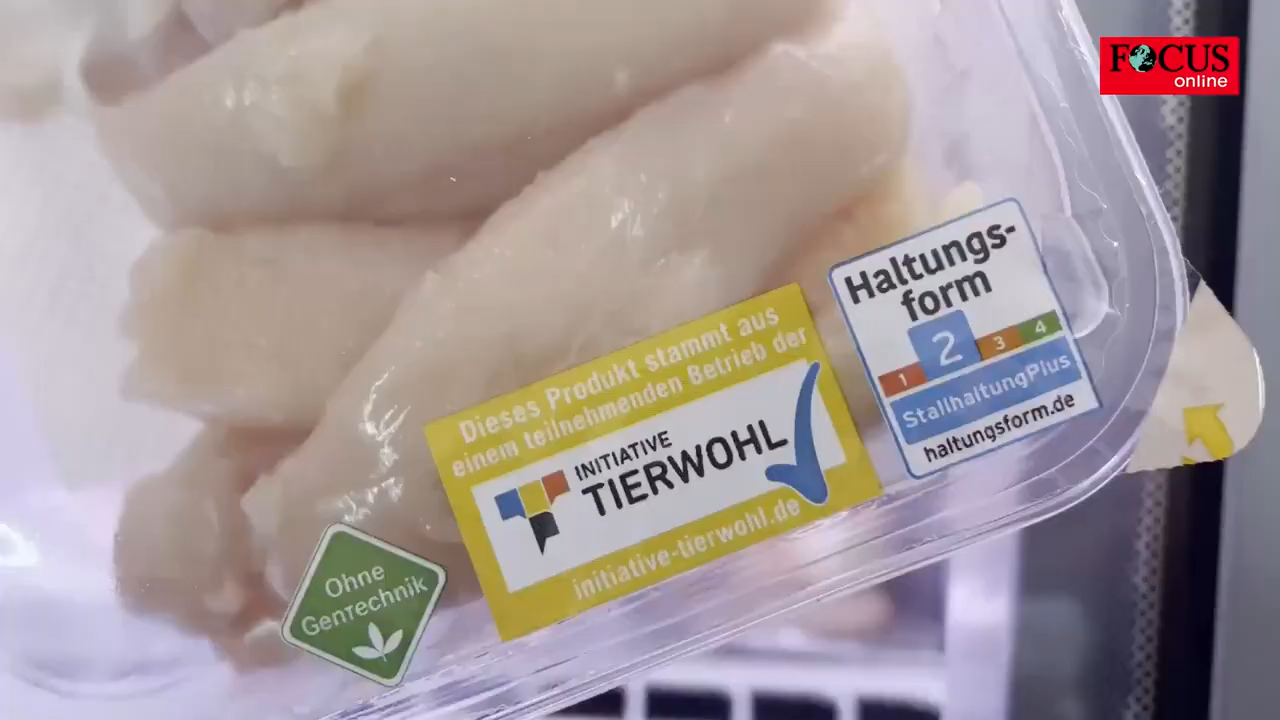 FOCUS
online
Haltungs-
form
1 2 3 4
StallhaltungPlus
haltungsform.de
Dieses Produkt stammt aus
einem teilnehmenden Betrieb der
INITIATIVE
TIERWOHL
initiative-tierwohl.de
Ohne
GenTechnik